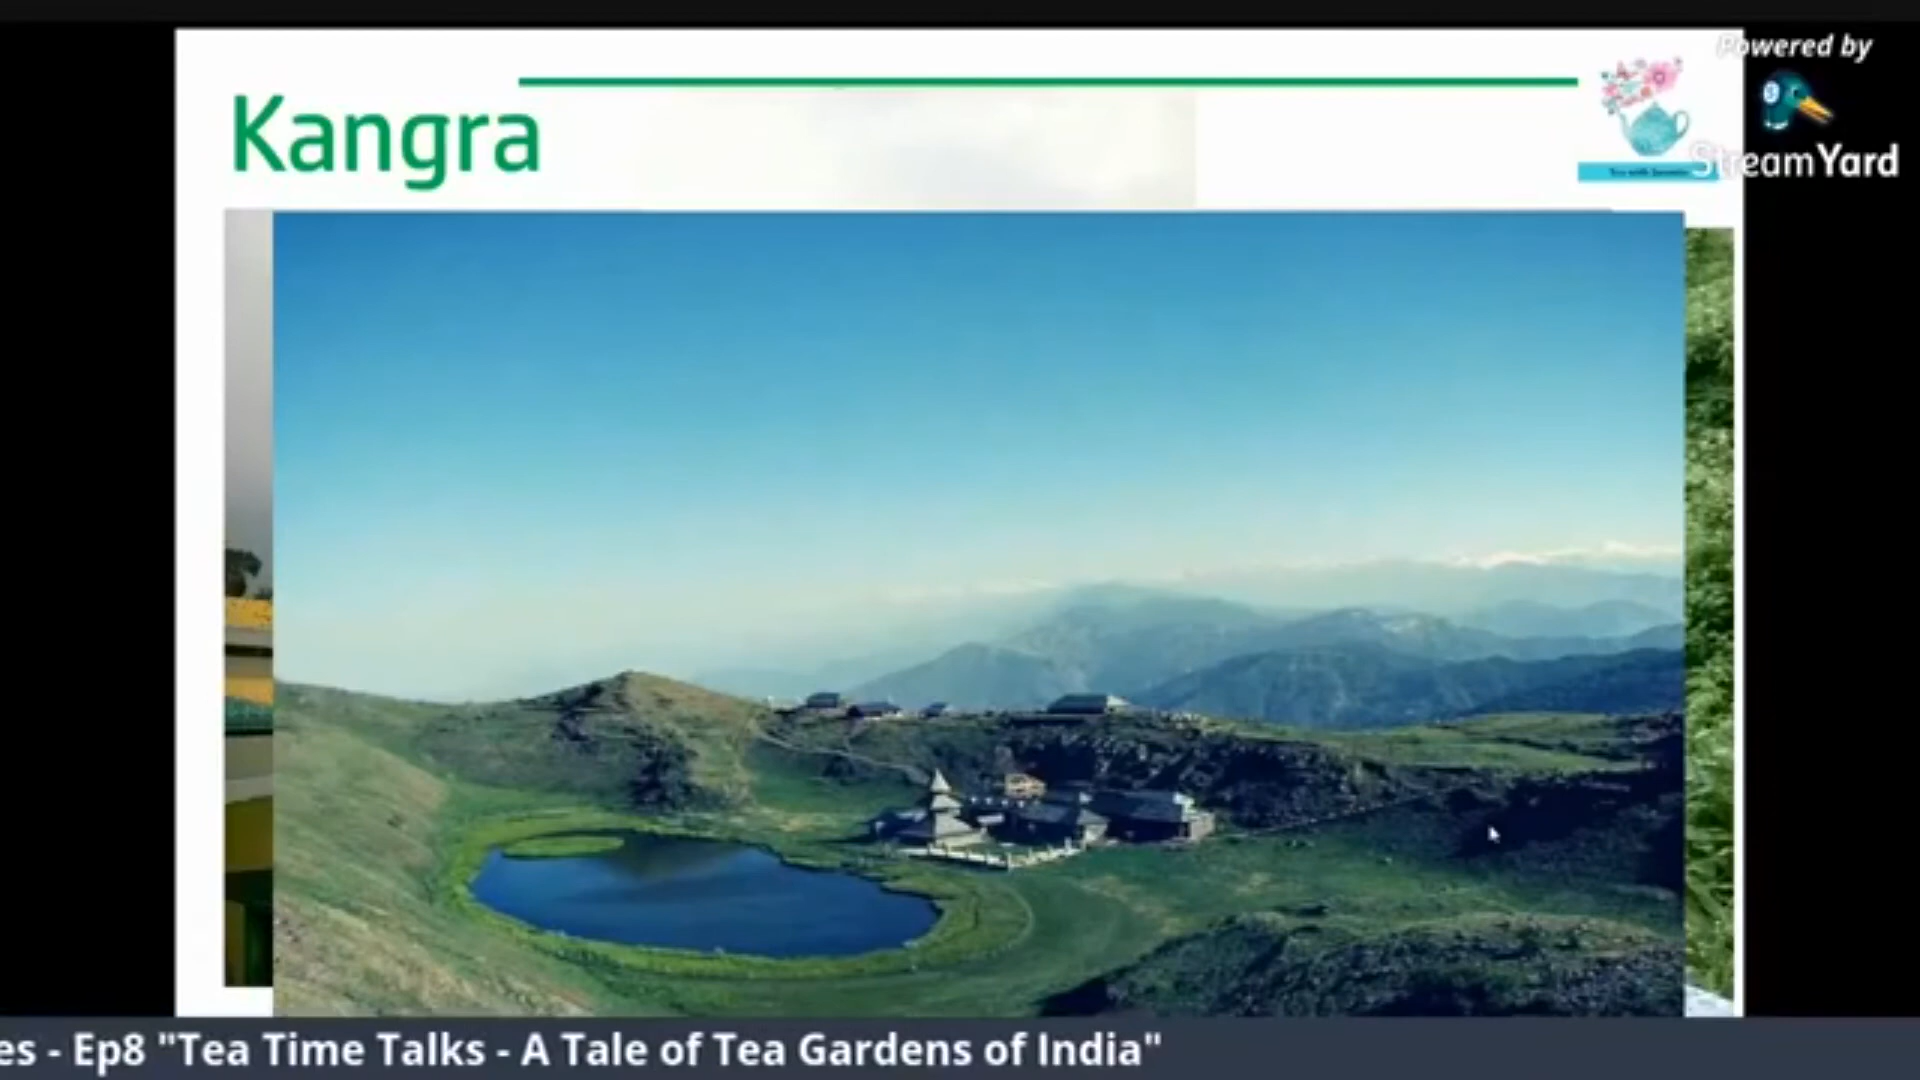 Powered by
Kangra
StreamYard
es - Ep8 "Tea Time Talks - A Tale of Tea Gardens of India"